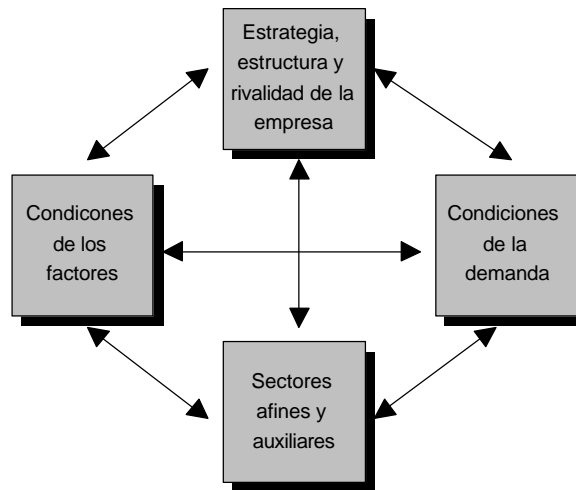 Estrategia,
estructura y
rivalidad de la
empresa
Condicones
de los
factores
Condiciones
de la
demanda
Sectores
afines y
auxiliares